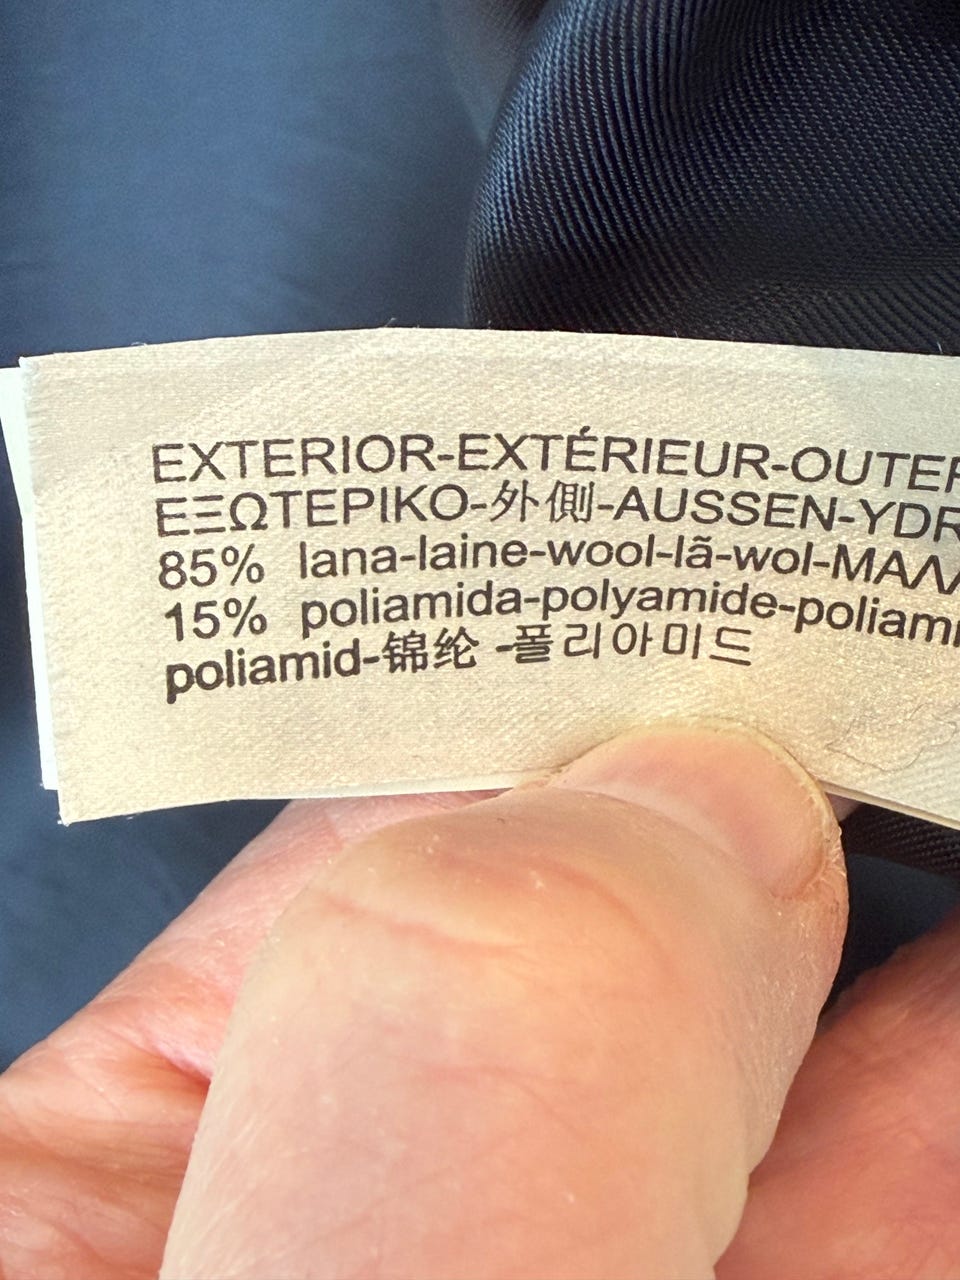 EXTERIOR-EXTÉRIEUR-OUTER
ΕΞΩΤΕΡΙΚΟ-外側-AUSSEN-YDR
85% lana-laine-wool-lã-wol-ΜΑΛ
15% poliamida-polyamide-poliami
poliamid-锦纶 -폴리아미드